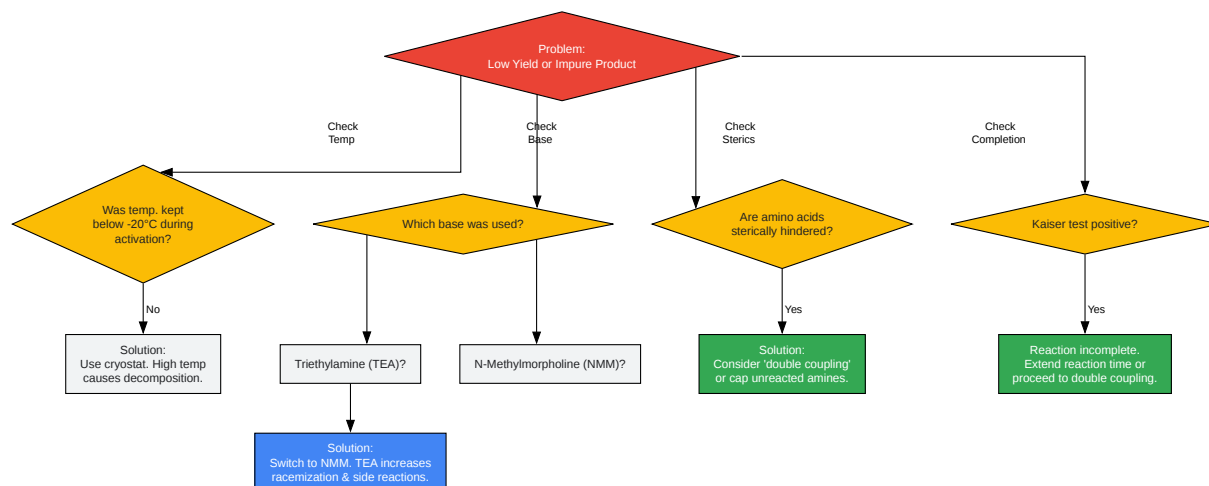 Problem:
Low Yield or Impure Product
Check
Temp
Check
Base
Check
Sterics
Check
Completion
Was temp. kept
below -20°C during
activation?
Which base was used?
Are amino acids
sterically hindered?
Kaiser test positive?
No
Yes
Yes
Solution:
Use cryostat. High temp
causes decomposition.
Triethylamine (TEA)?
N-Methylmorpholine (NMM)?
Solution:
Consider 'double coupling'
or cap unreacted amines.
Reaction incomplete.
Extend reaction time or
proceed to double coupling.
Solution:
Switch to NMM. TEA increases
racemization & side reactions.